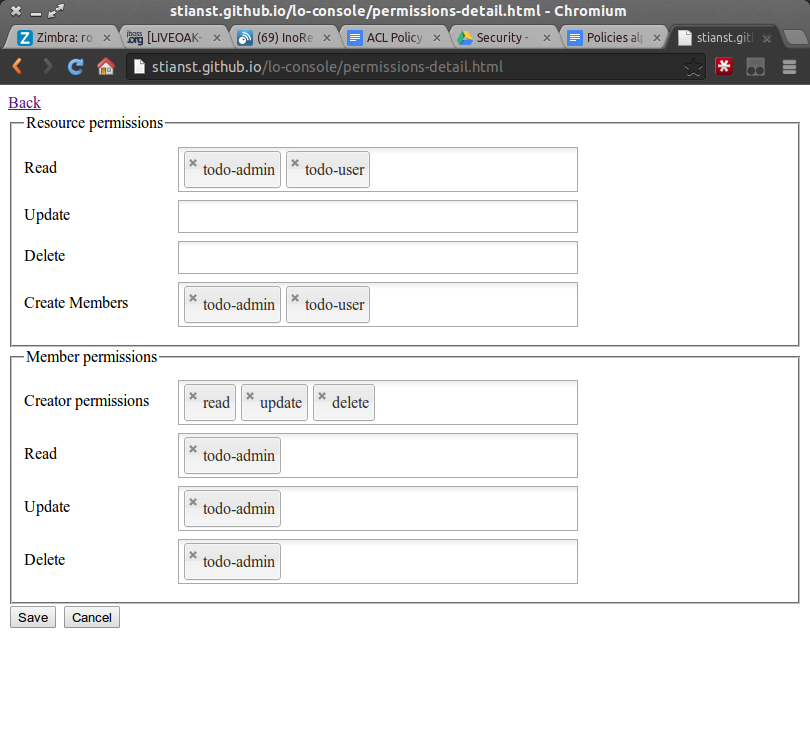 stianst.github.io/lo-console/permissions-detail.html - Chromium
Zimbra: ro
[LIVEOAK-
(69) InoRe
ACL Policy
Security -
Policies al
stianst.git
stianst.github.io/lo-console/permissions-detail.html
Back
Resource permissions
Read × todo-admin × todo-user
Update
Delete
Create Members × todo-admin × todo-user
Member permissions
Creator permissions × read × update × delete
Read × todo-admin
Update × todo-admin
Delete × todo-admin
Save Cancel